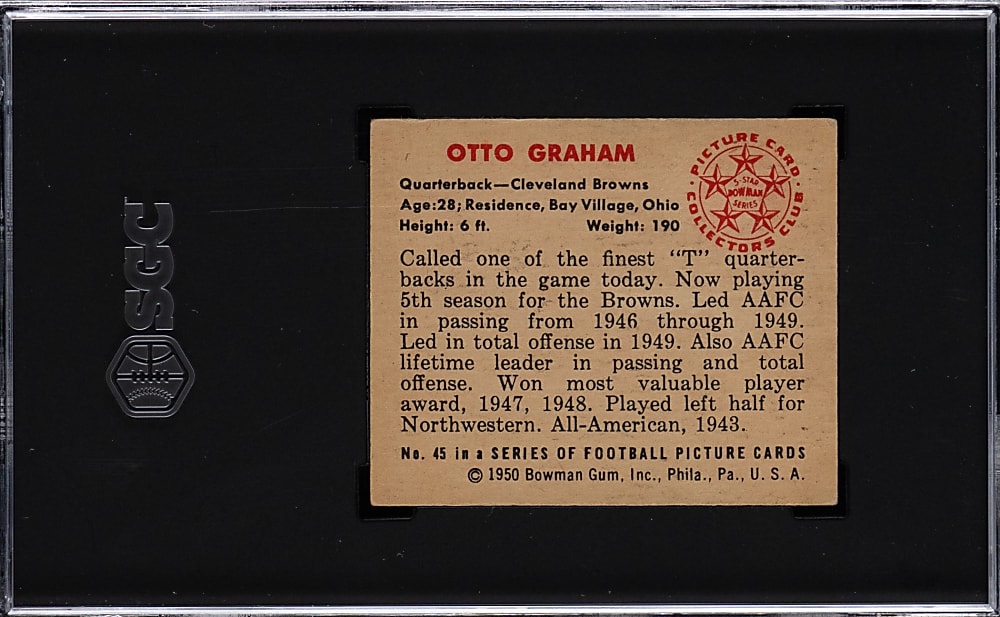 SGC
OTTO GRAHAM
PICTURE CARD
COLLECTORS CLUB
5-STAR
BOWMAN
SERIES
Quarterback—Cleveland Browns
Age:28; Residence, Bay Village, Ohio
Height: 6 ft. Weight: 190
Called one of the finest “T” quarter-
backs in the game today. Now playing
5th season for the Browns. Led AAFC
in passing from 1946 through 1949.
Led in total offense in 1949. Also AAFC
lifetime leader in passing and total
offense. Won most valuable player
award, 1947, 1948. Played left half for
Northwestern. All-American, 1943.
No. 45 in a SERIES OF FOOTBALL PICTURE CARDS
© 1950 Bowman Gum, Inc., Phila., Pa., U. S. A.